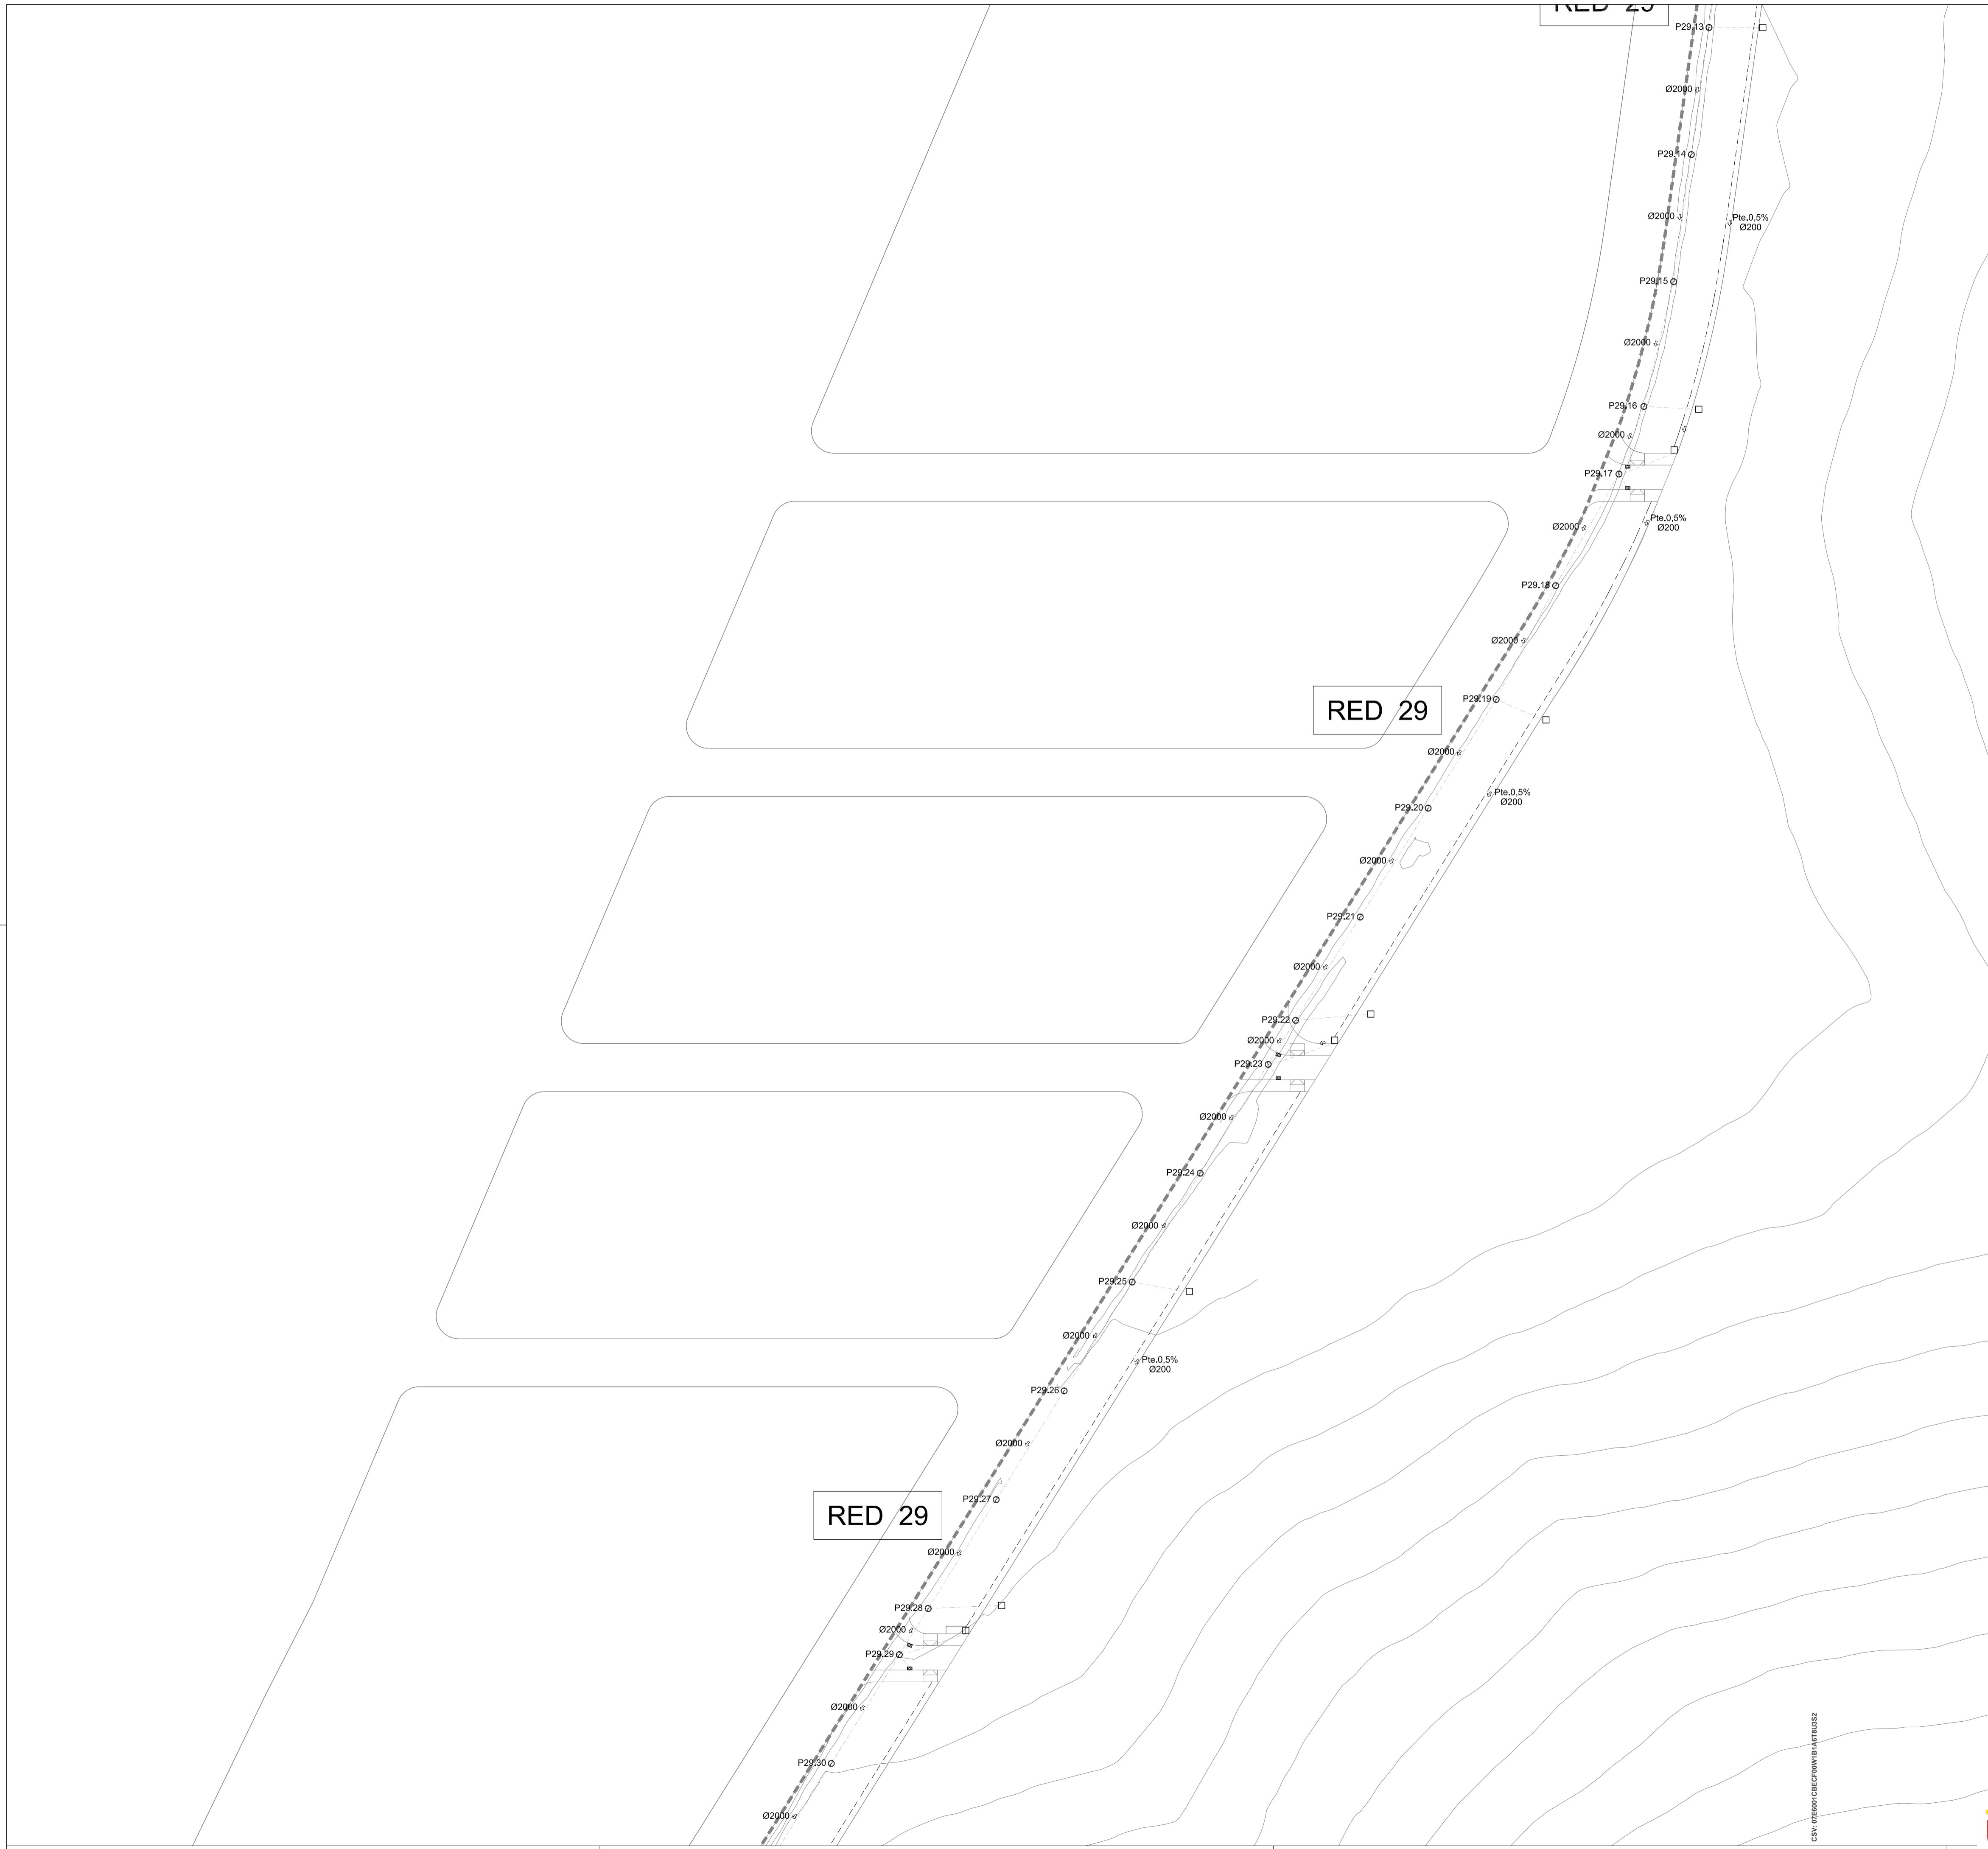 RED 29
P29.13
Ø2000
P29.14
Ø2000
Pte.0,5%
Ø200
P29.15
Ø2000
P29.16
Ø2000
P29.17
Pte.0,5%
Ø200
Ø2000
P29.18
Ø2000
RED 29
P29.19
Ø2000
Pte.0,5%
Ø200
P29.20
Ø2000
P29.21
Ø2000
P29.22
Ø2000
P29.23
Ø2000
P29.24
Ø2000
P29.25
Ø2000
Pte.0,5%
Ø200
P29.26
Ø2000
P29.27
RED 29
Ø2000
P29.28
Ø2000
P29.29
Ø2000
P29.30
Ø2000
CSV: 07E6001CBECF00W1B1A6T8U3S2